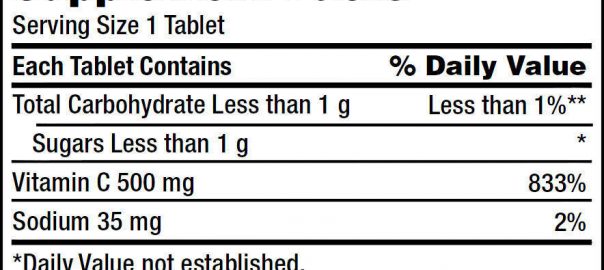 Serving Size 1 Tablet
Each Tablet Contains % Daily Value
Total Carbohydrate Less than 1 g Less than 1%**
Sugars Less than 1 g *
Vitamin C 500 mg 833%
Sodium 35 mg 2%
*Daily Value not established.